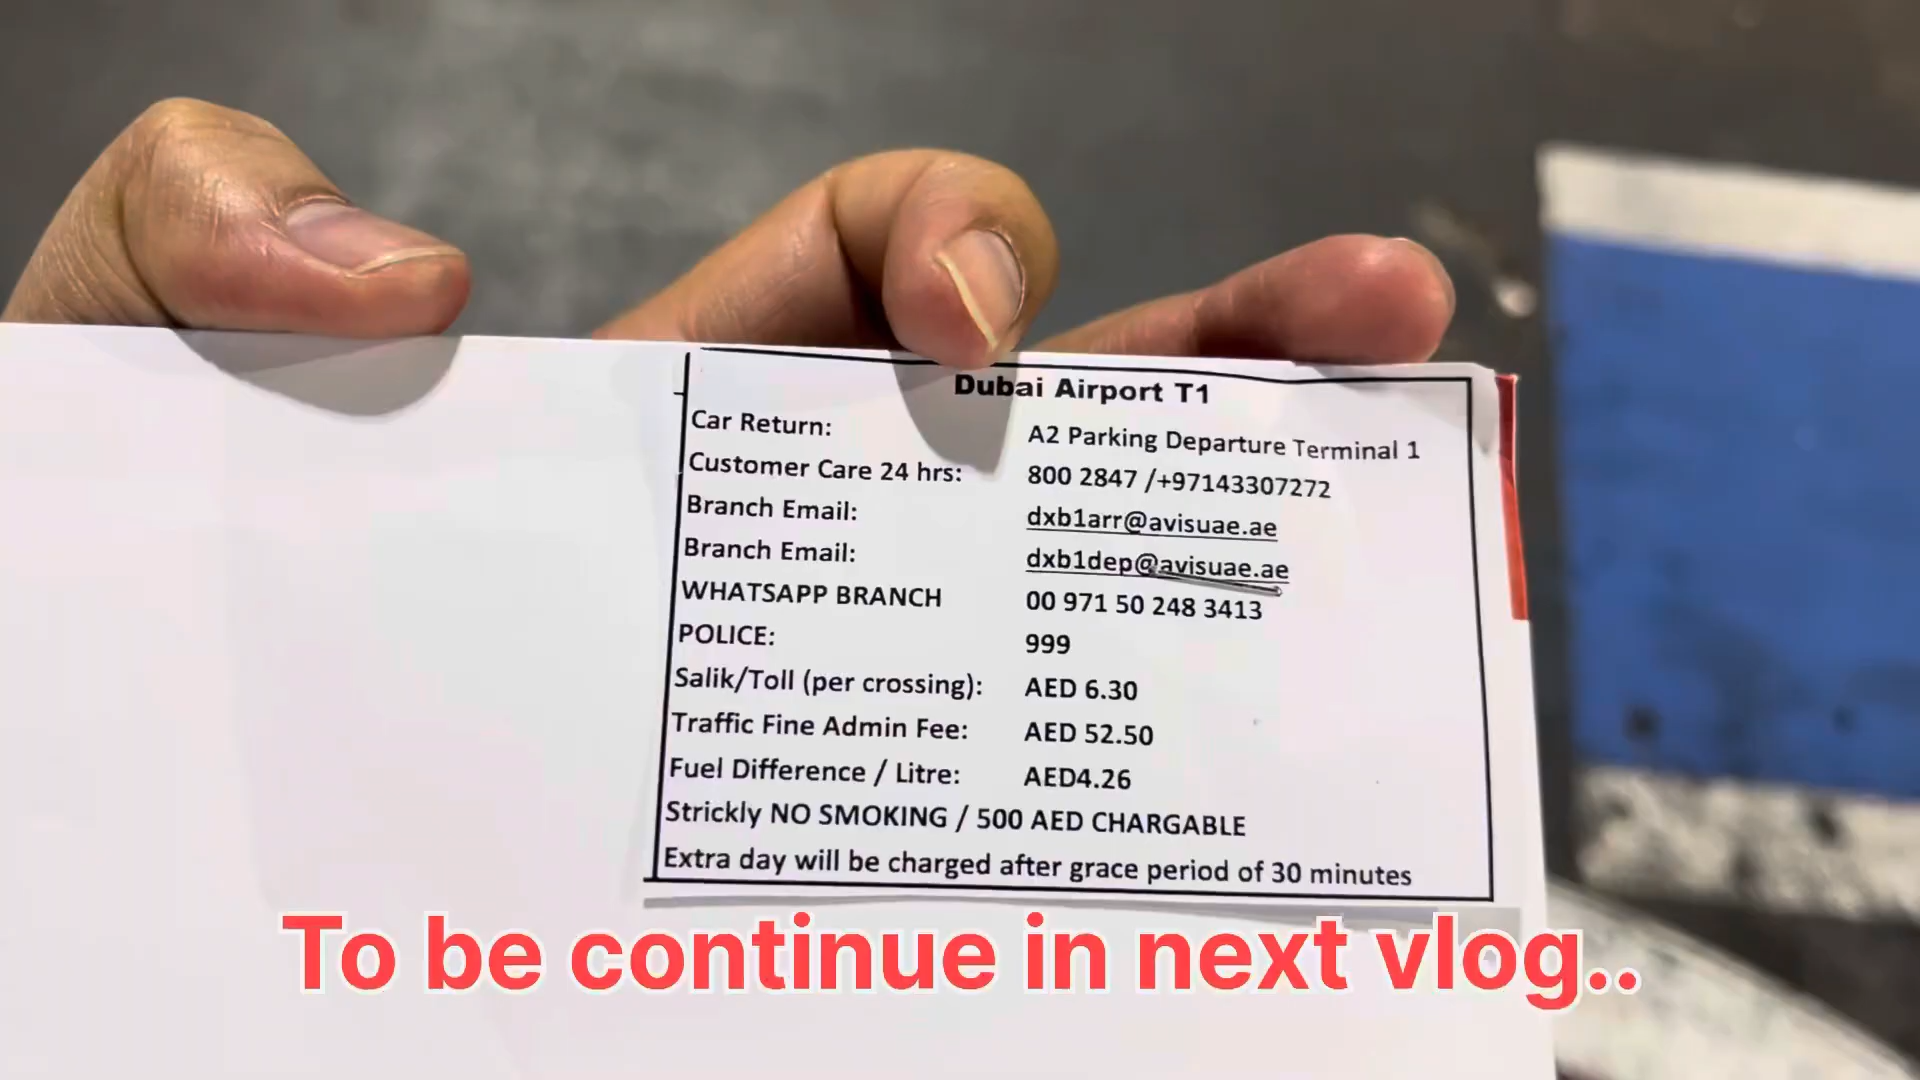 Dubai Airport T1
Car Return: A2 Parking Departure Terminal 1
Customer Care 24 hrs: 800 2847 /+97143307272
Branch Email: dxb1arr@avisuae.ae
Branch Email: dxb1dep@avisuae.ae
WHATSAPP BRANCH 00 971 50 248 3413
POLICE: 999
Salik/Toll (per crossing): AED 6.30
Traffic Fine Admin Fee: AED 52.50
Fuel Difference / Litre: AED4.26
Strickly NO SMOKING / 500 AED CHARGABLE
Extra day will be charged after grace period of 30 minutes
To be continue in next vlog..